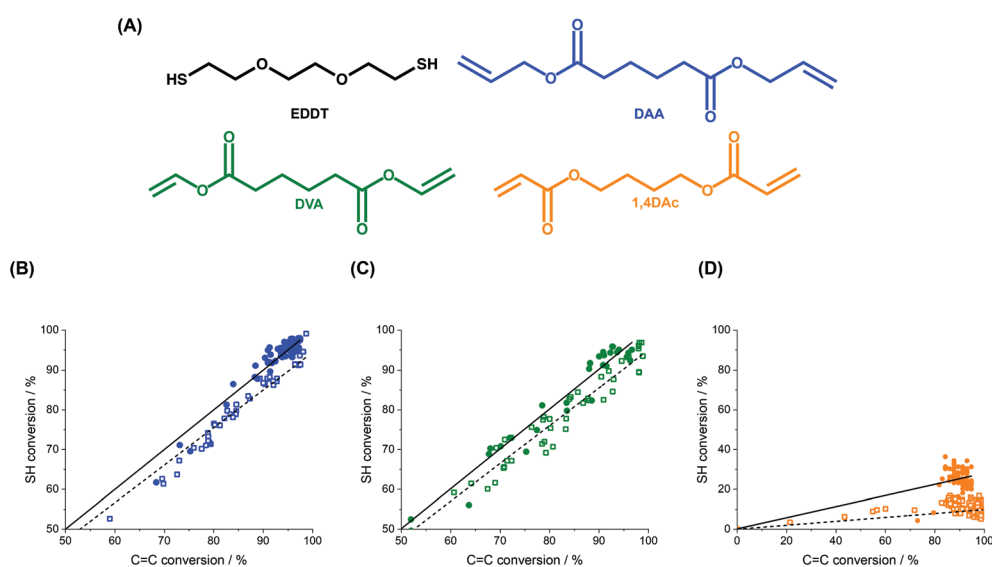 (A)
HS
O
O
SH
EDDT
O
O
O
O
DAA
O
O
O
O
DVA
O
O
O
O
1,4DAc
(B)
(C)
(D)
SH conversion / %
100
90
80
70
60
50
50 60 70 80 90 100
C=C conversion / %
SH conversion / %
100
90
80
70
60
50
50 60 70 80 90 100
C=C conversion / %
SH conversion / %
100
80
60
40
20
0
0 20 40 60 80 100
C=C conversion / %